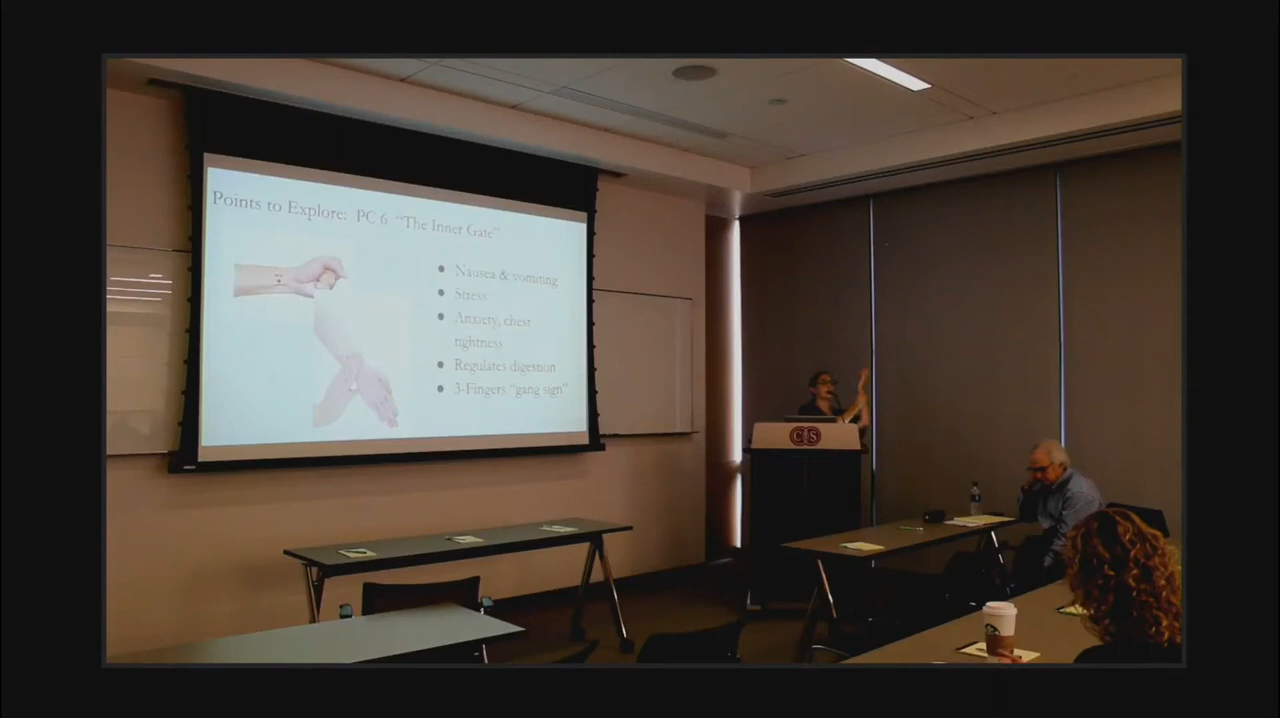 Points to Explore: PC 6 “The Inner Gate”
● Nausea & vomiting
● Stress
● Anxiety, chest
tightness
● Regulates digestion
● 3-Fingers “gang sign”